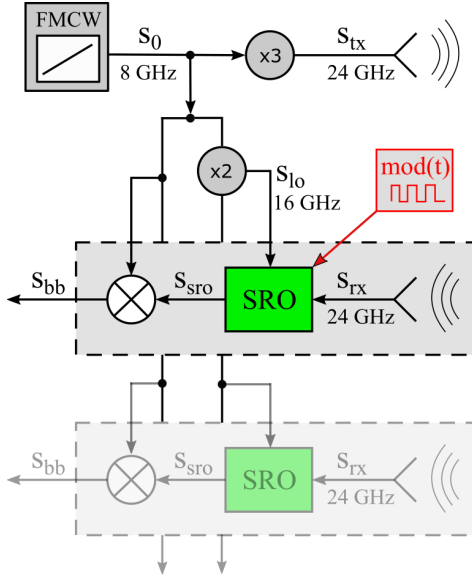 FMCW
S0
8 GHz
x3
Stx
24 GHz
x2
Slo
16 GHz
mod(t)
Sbb
Ssro
SRO
Srx
24 GHz
Sbb
Ssro
SRO
Srx
24 GHz